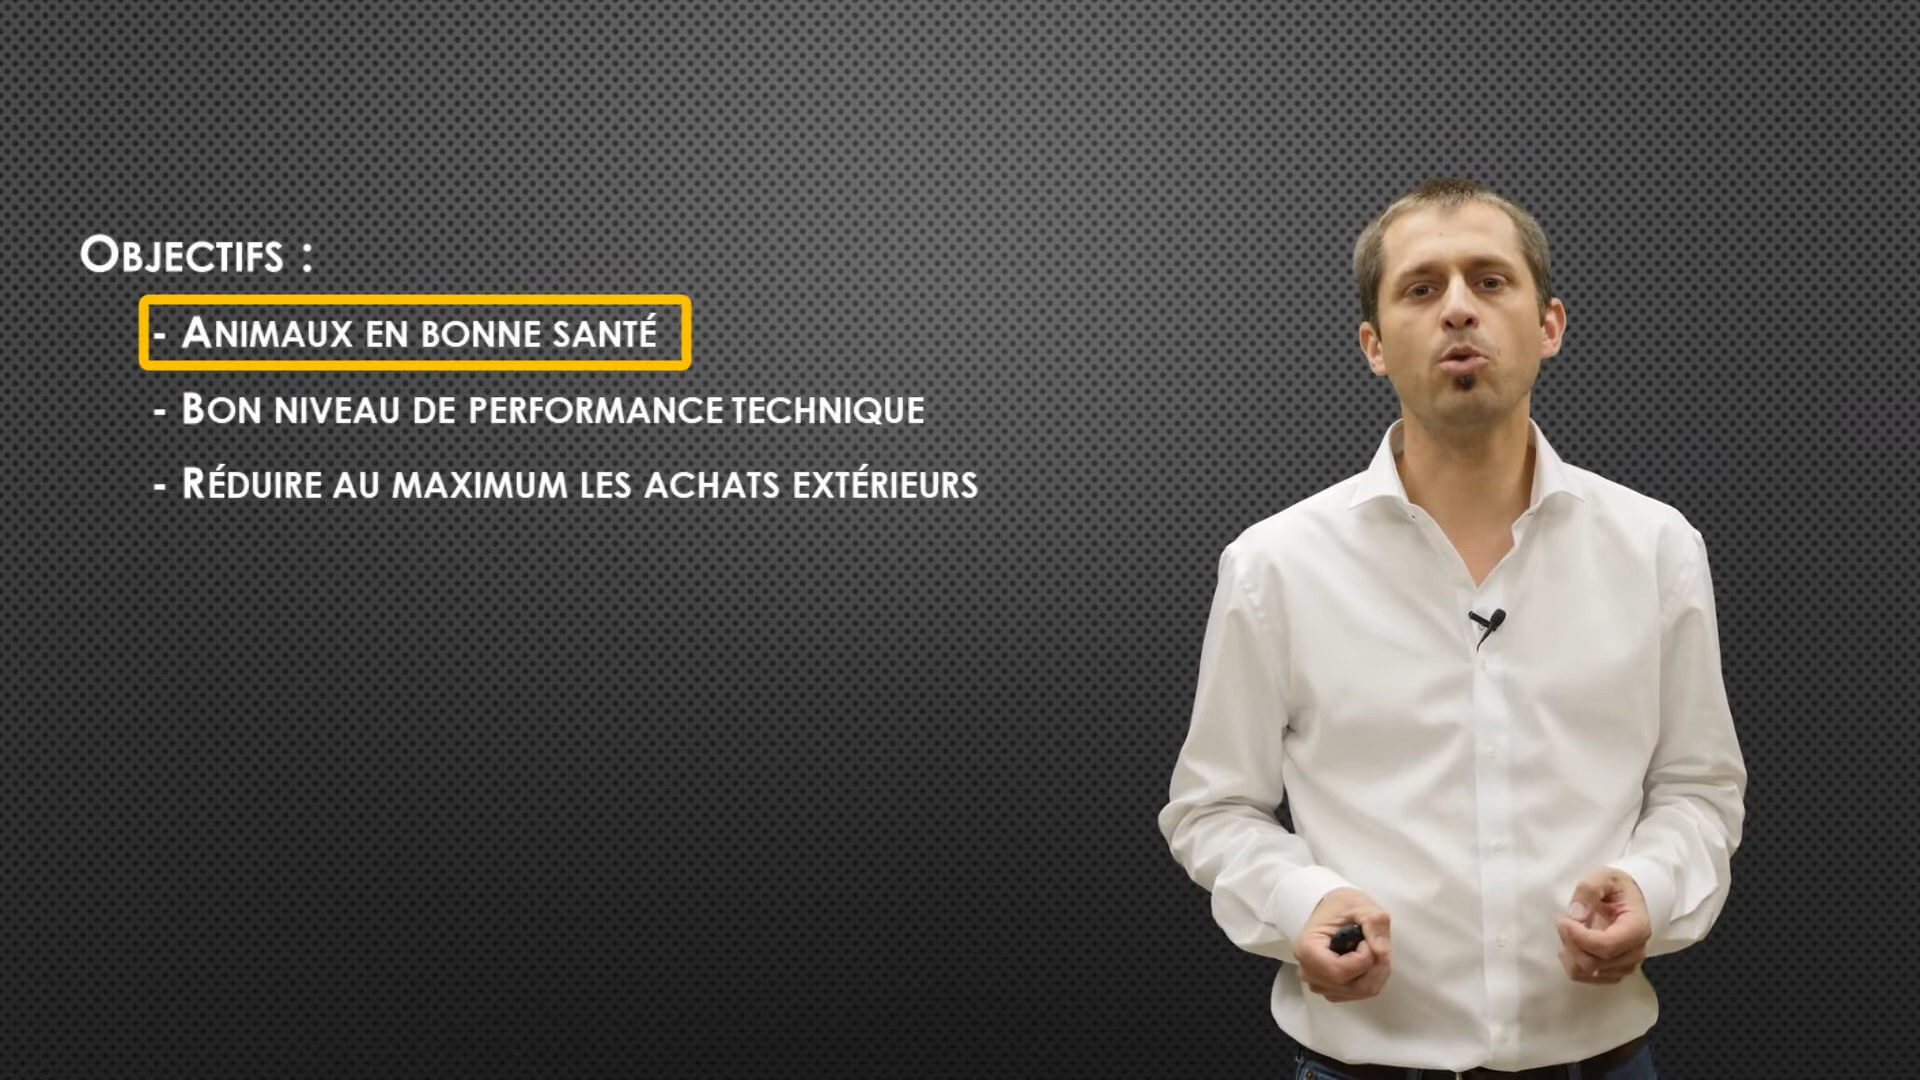 Objectifs :
- Animaux en bonne santé
- Bon niveau de performance technique
- Réduire au maximum les achats extérieurs